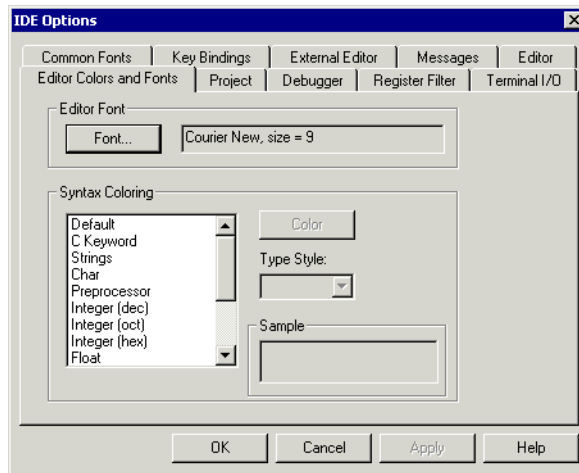 IDE Options
Common Fonts Key Bindings External Editor Messages Editor
Editor Colors and Fonts Project Debugger Register Filter Terminal I/O
Editor Font
Font... Courier New, size = 9
Syntax Coloring
Default
C Keyword
Strings
Char
Preprocessor
Integer (dec)
Integer (oct)
Integer (hex)
Float
Color
Type Style:
Sample
OK Cancel Apply Help